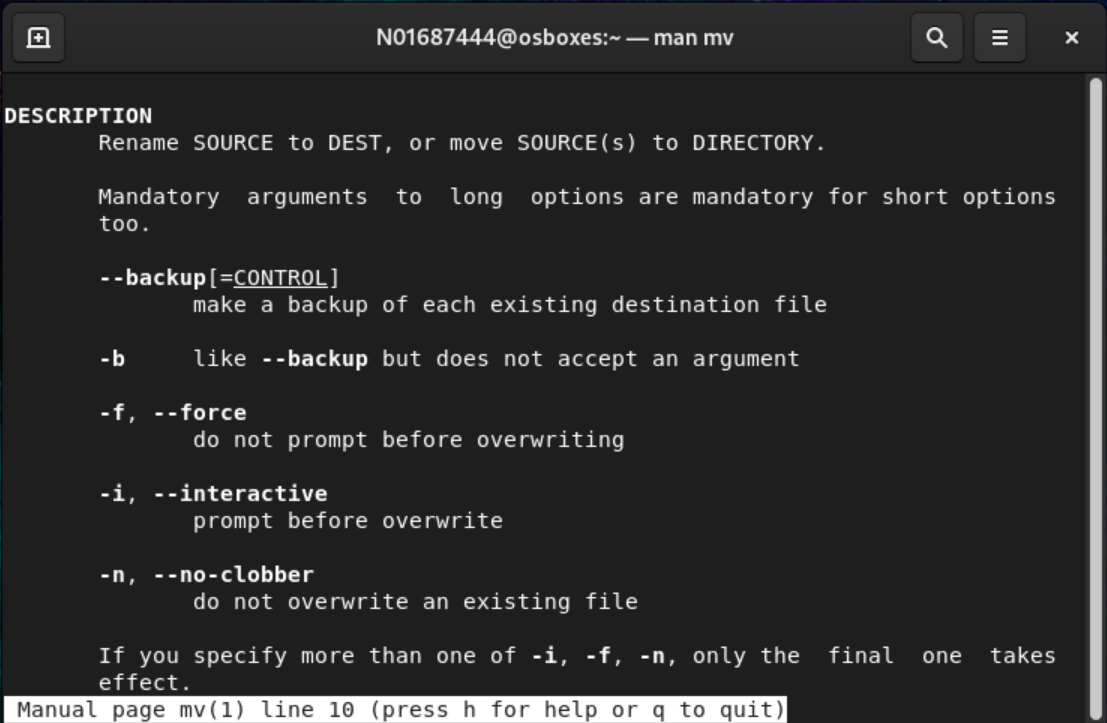 N01687444@osboxes:~ — man mv
DESCRIPTION
Rename SOURCE to DEST, or move SOURCE(s) to DIRECTORY.
Mandatory arguments to long options are mandatory for short options
too.
--backup[=CONTROL]
make a backup of each existing destination file
-b like --backup but does not accept an argument
-f, --force
do not prompt before overwriting
-i, --interactive
prompt before overwrite
-n, --no-clobber
do not overwrite an existing file
If you specify more than one of -i, -f, -n, only the final one takes
effect.
Manual page mv(1) line 10 (press h for help or q to quit)